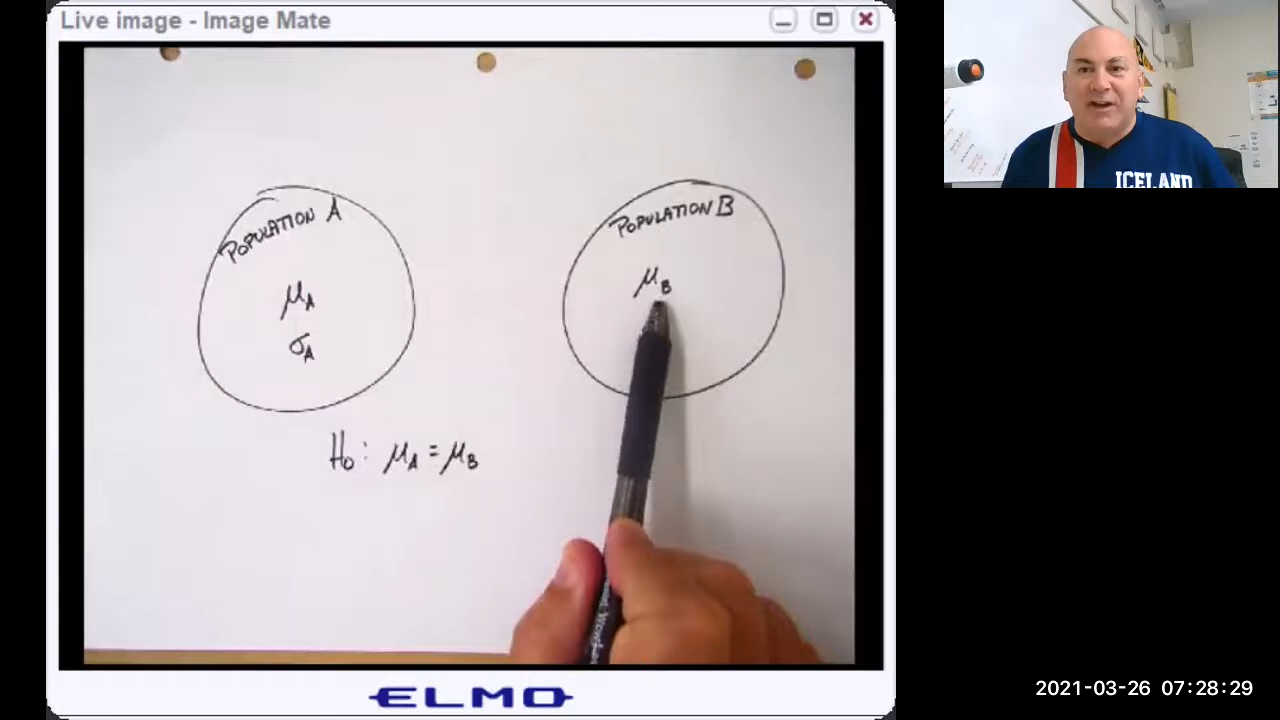 Live image - Image Mate
POPULATION A
μA
σA
POPULATION B
μB
H0: μA = μB
ICELAND
ELMO
2021-03-26 07:28:29